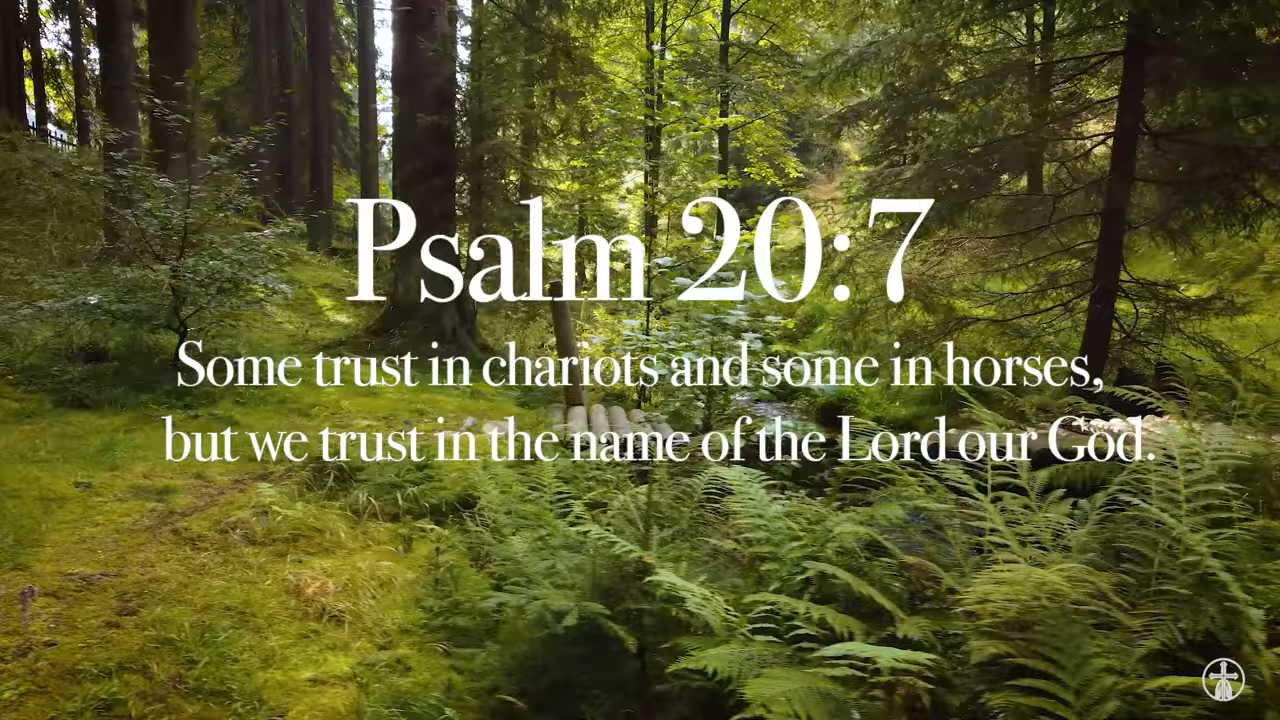 Psalm 20:7
Some trust in chariots and some in horses,
but we trust in the name of the Lord our God.